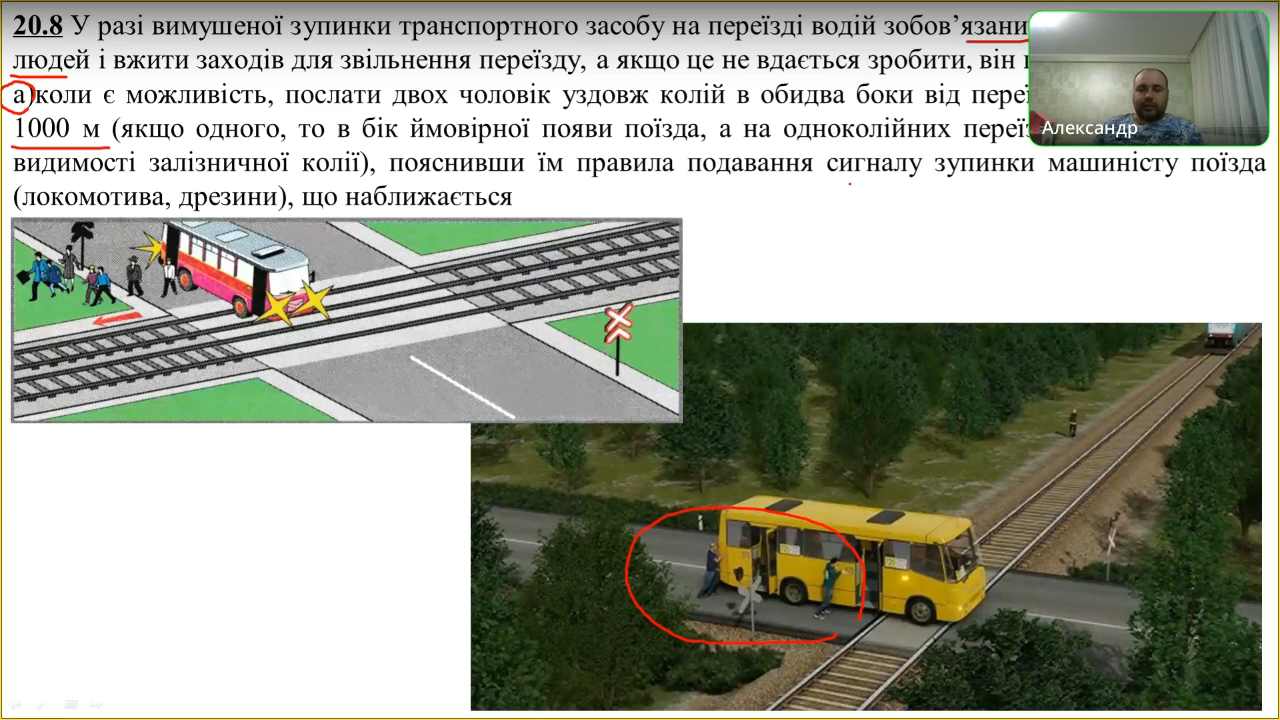 20.8 У разі вимушеної зупинки транспортного засобу на переїзді водій зобов’язани
людей і вжити заходів для звільнення переїзду, а якщо це не вдається зробити, він
а)коли є можливість, послати двох чоловік уздовж колій в обидва боки від пере
1000 м (якщо одного, то в бік ймовірної появи поїзда, а на одноколійних пере
видимості залізничної колії), пояснивши їм правила подавання сигналу зупинки машиністу поїзда
(локомотива, дрезини), що наближається
Александр